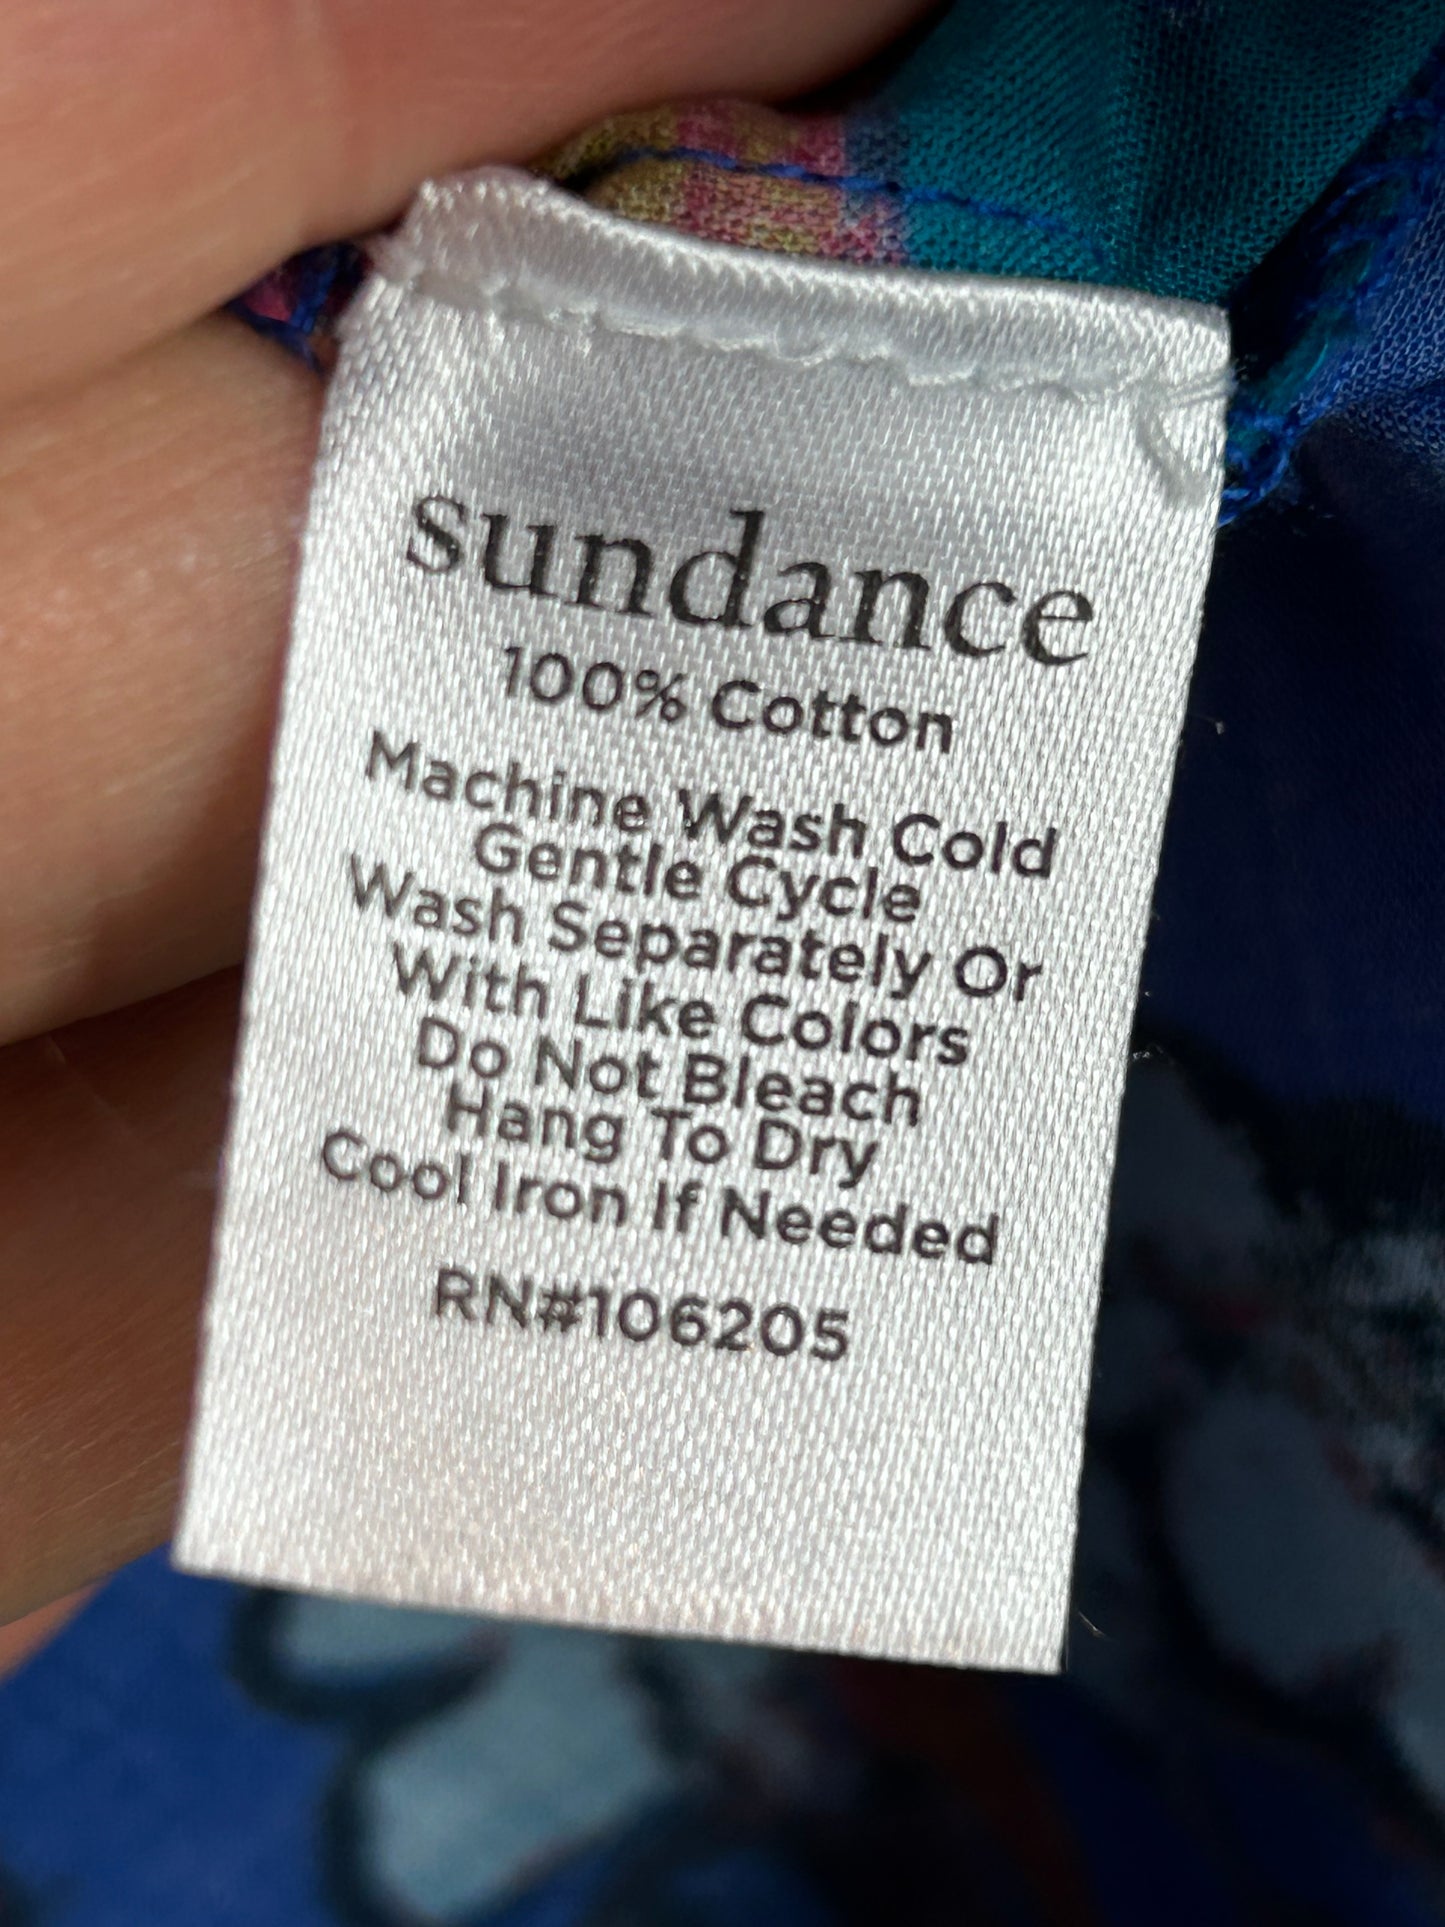 sundance
100% Cotton
Machine Wash Cold
Gentle Cycle
Wash Separately Or
With Like Colors
Do Not Bleach
Hang To Dry
Cool Iron If Needed
RN#106205